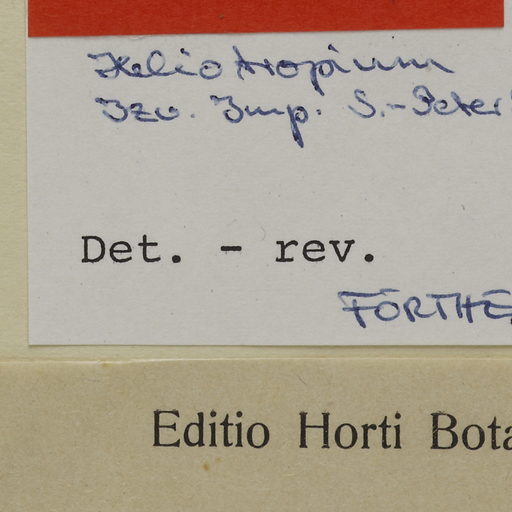 Heliotropium
Izv. Imp. S.-Peter
Det. - rev.
FÖRTHE
Editio Horti Bota